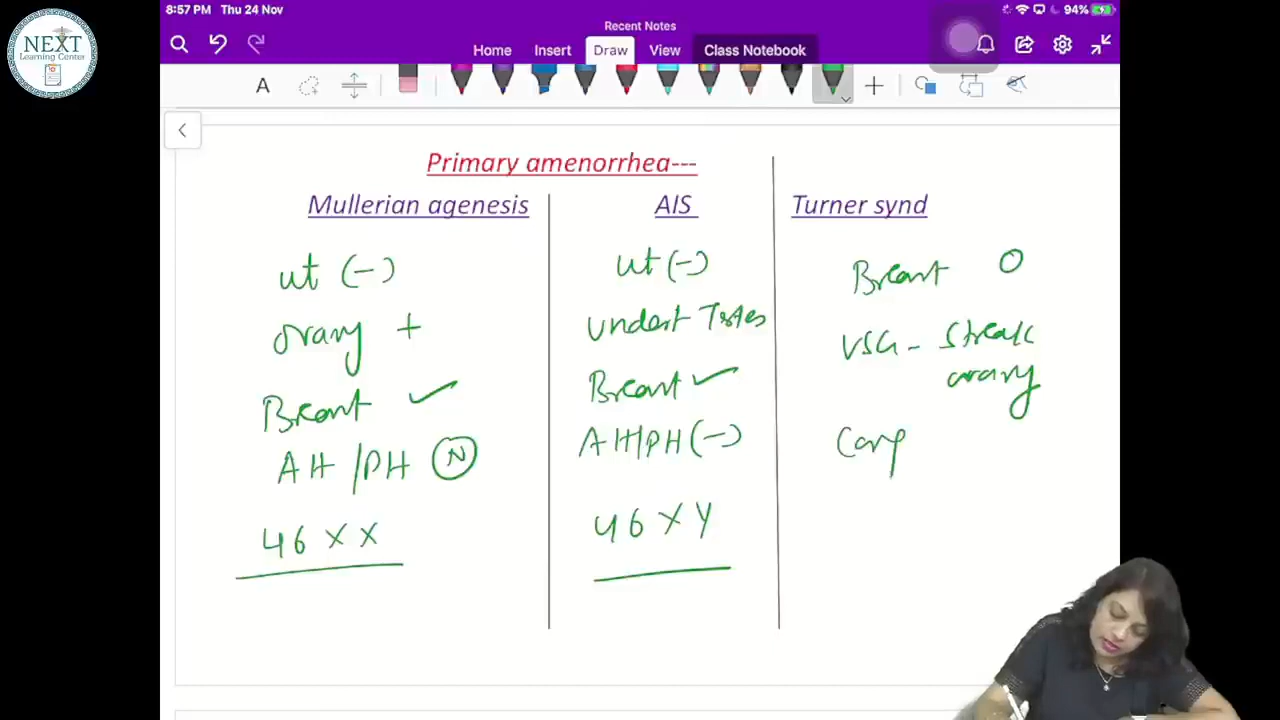 8:57 PM Thu 24 Nov
94%
NEXT
Learning Center
Recent Notes
Home Insert Draw View Class Notebook
A
Primary amenorrhea---
Mullerian agenesis AIS Turner synd
ut (-)
ovary +
Breast ✓
AH/PH N
46 XX
ut (-)
undest Testes
Breast ✓
AH/PH (-)
46 XY
Breast O
USG - Streak
ovary